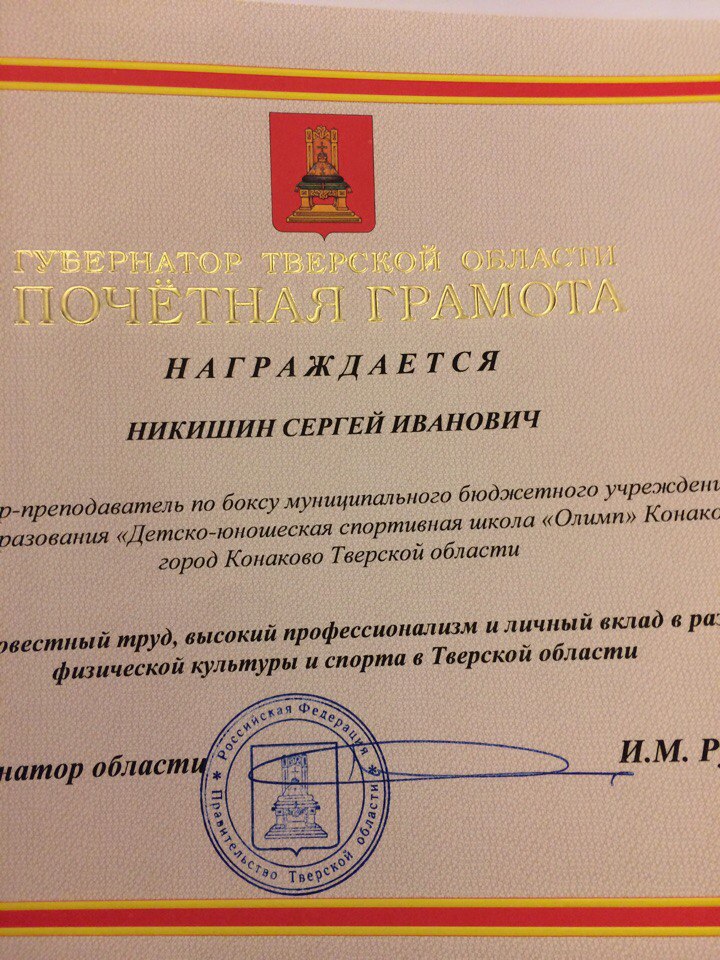 ГУБЕРНАТОР ТВЕРСКОЙ ОБЛАСТИ
ПОЧЁТНАЯ ГРАМОТА
НАГРАЖДАЕТСЯ
НИКИШИН СЕРГЕЙ ИВАНОВИЧ
р-преподаватель по боксу муниципального бюджетного учреждени
разования «Детско-юношеская спортивная школа «Олимп» Конако
город Конаково Тверской области
овестный труд, высокий профессионализм и личный вклад в раз
физической культуры и спорта в Тверской области
натор области
И.М. Ру
* Российская Федерация *
Правительство Тверской области